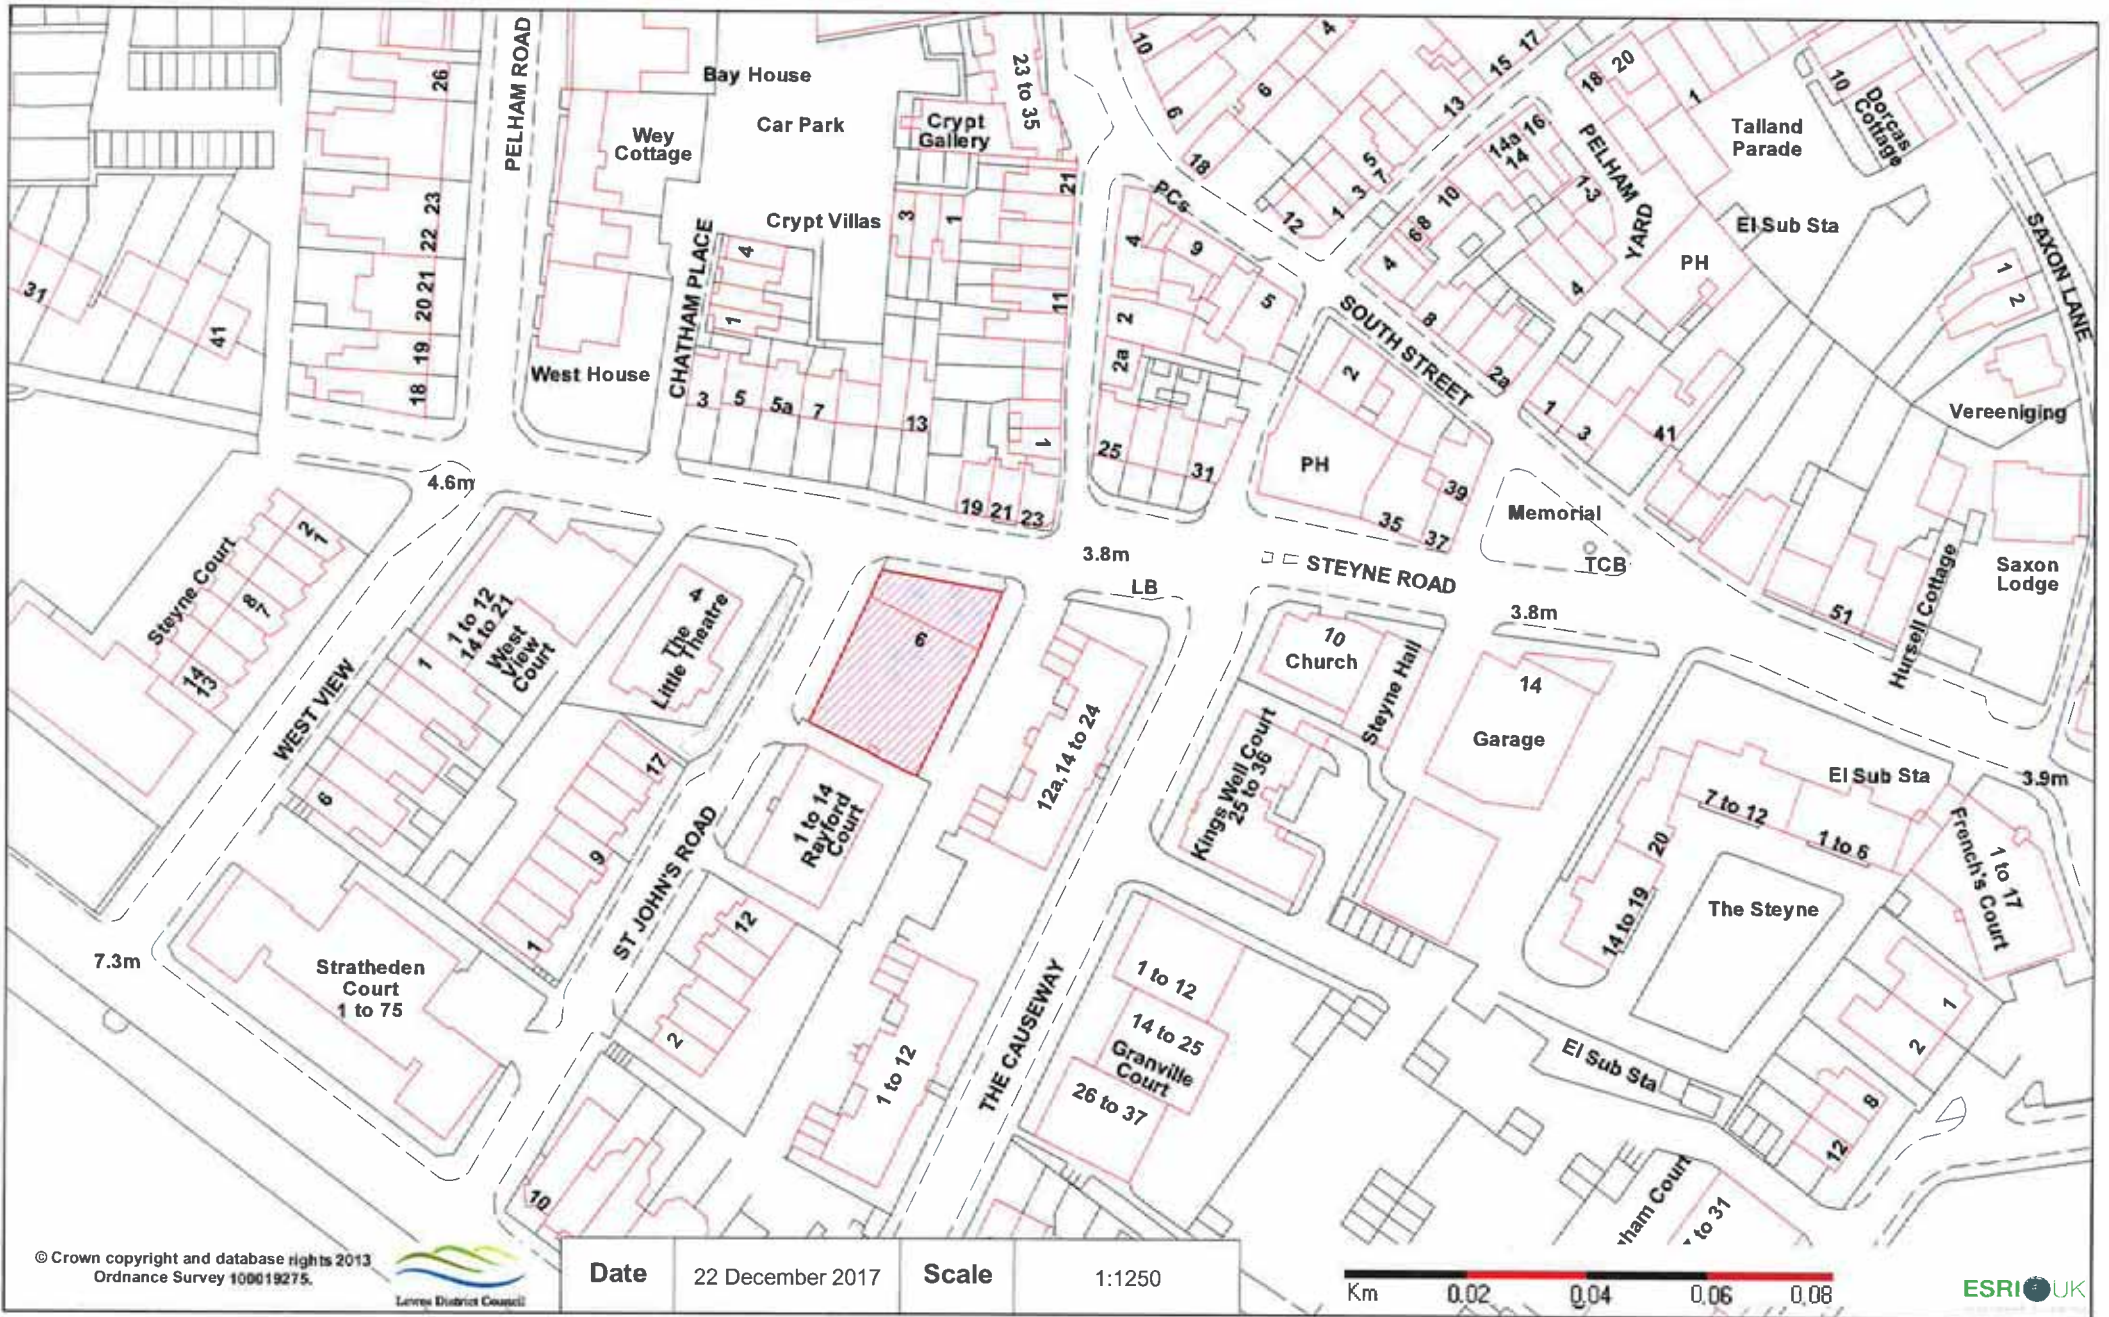 PELHAM ROAD
26
23
22
20 21
19
18
31
41
Bay House
Car Park
Wey
Cottage
Crypt
Gallery
23 to 35
Crypt Villas
3
1
21
11
1
CHATHAM PLACE
4
1
West House
3
5
5a
7
13
19
21
23
10
6
6
4
18
15
17
13
5
7
3
1
12
PCs
4
9
5
2
2a
25
31
18
20
1
14a
16
14
10
8
6
4
8
2a
PELHAM
YARD
1-3
4
Talland
Parade
10
Dorcas
Cottage
El Sub Sta
PH
SAXON LANE
1
2
Vereeniging
SOUTH STREET
2
PH
35
37
39
1
3
41
Memorial
TCB
51
Hursell Cottage
Saxon
Lodge
4.6m
3.8m
LB
STEYNE ROAD
3.8m
3.9m
Steyne Court
2
1
8
7
14
13
WEST VIEW
1 to 12
14 to 21
West
View
Court
1
6
4
The
Little Theatre
6
17
9
1
ST JOHN'S ROAD
1 to 14
Rayford
Court
12
2
10
12a, 14 to 24
1 to 12
THE CAUSEWAY
10
Church
Steyne Hall
Kings Well Court
25 to 36
14
Garage
1 to 12
14 to 25
Granville
Court
26 to 37
El Sub Sta
7 to 12
1 to 6
20
14 to 19
The Steyne
French's Court
1 to 17
1
2
8
12
El Sub Sta
ham Court
to 31
7.3m
Stratheden
Court
1 to 75
© Crown copyright and database rights 2013
Ordnance Survey 100019275.
Lewes District Council
Date
22 December 2017
Scale
1:1250
Km
0.02
0.04
0.06
0.08
ESRI UK